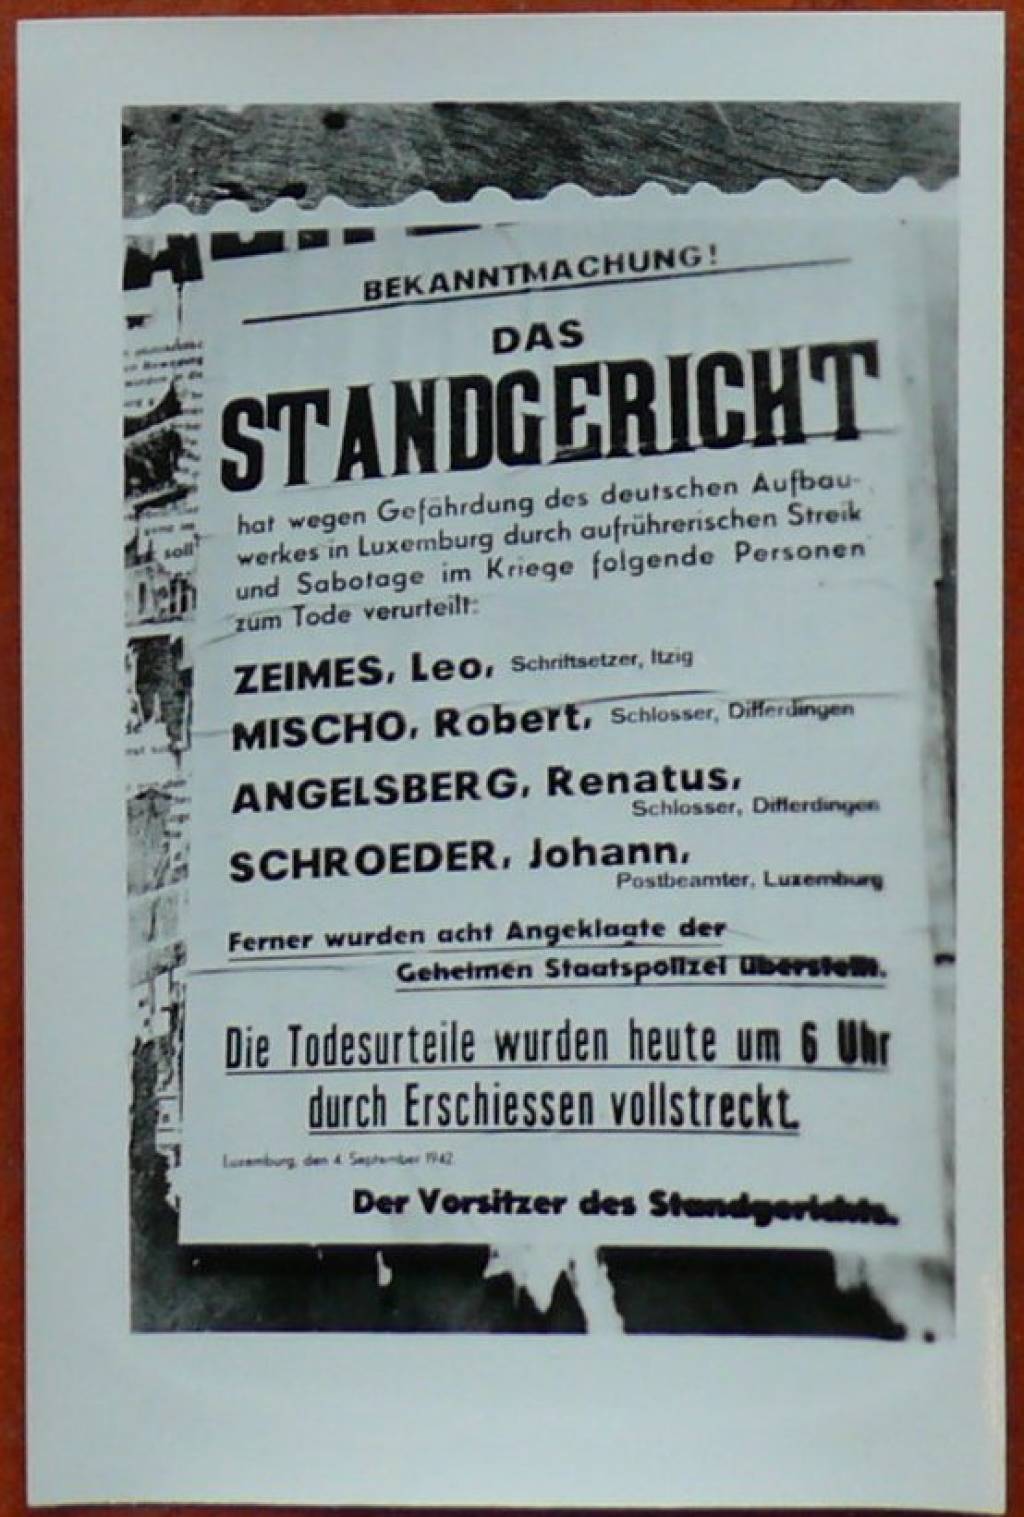 BEKANNTMACHUNG!
DAS
STANDGERICHT
hat wegen Gefährdung des deutschen Aufbau-
werkes in Luxemburg durch aufrührerischen Streik
und Sabotage im Kriege folgende Personen
zum Tode verurteilt:
ZEIMES, Leo, Schriftsetzer, Itzig
MISCHO, Robert, Schlosser, Differdingen
ANGELSBERG, Renatus,
Schlosser, Differdingen
SCHROEDER, Johann,
Postbeamter, Luxemburg
Ferner wurden acht Angeklagte der
Geheimen Staatspolizei überstellt.
Die Todesurteile wurden heute um 6 Uhr
durch Erschiessen vollstreckt.
Luxemburg, den 4. September 1942.
Der Vorsitzer des Standgerichts.
soll